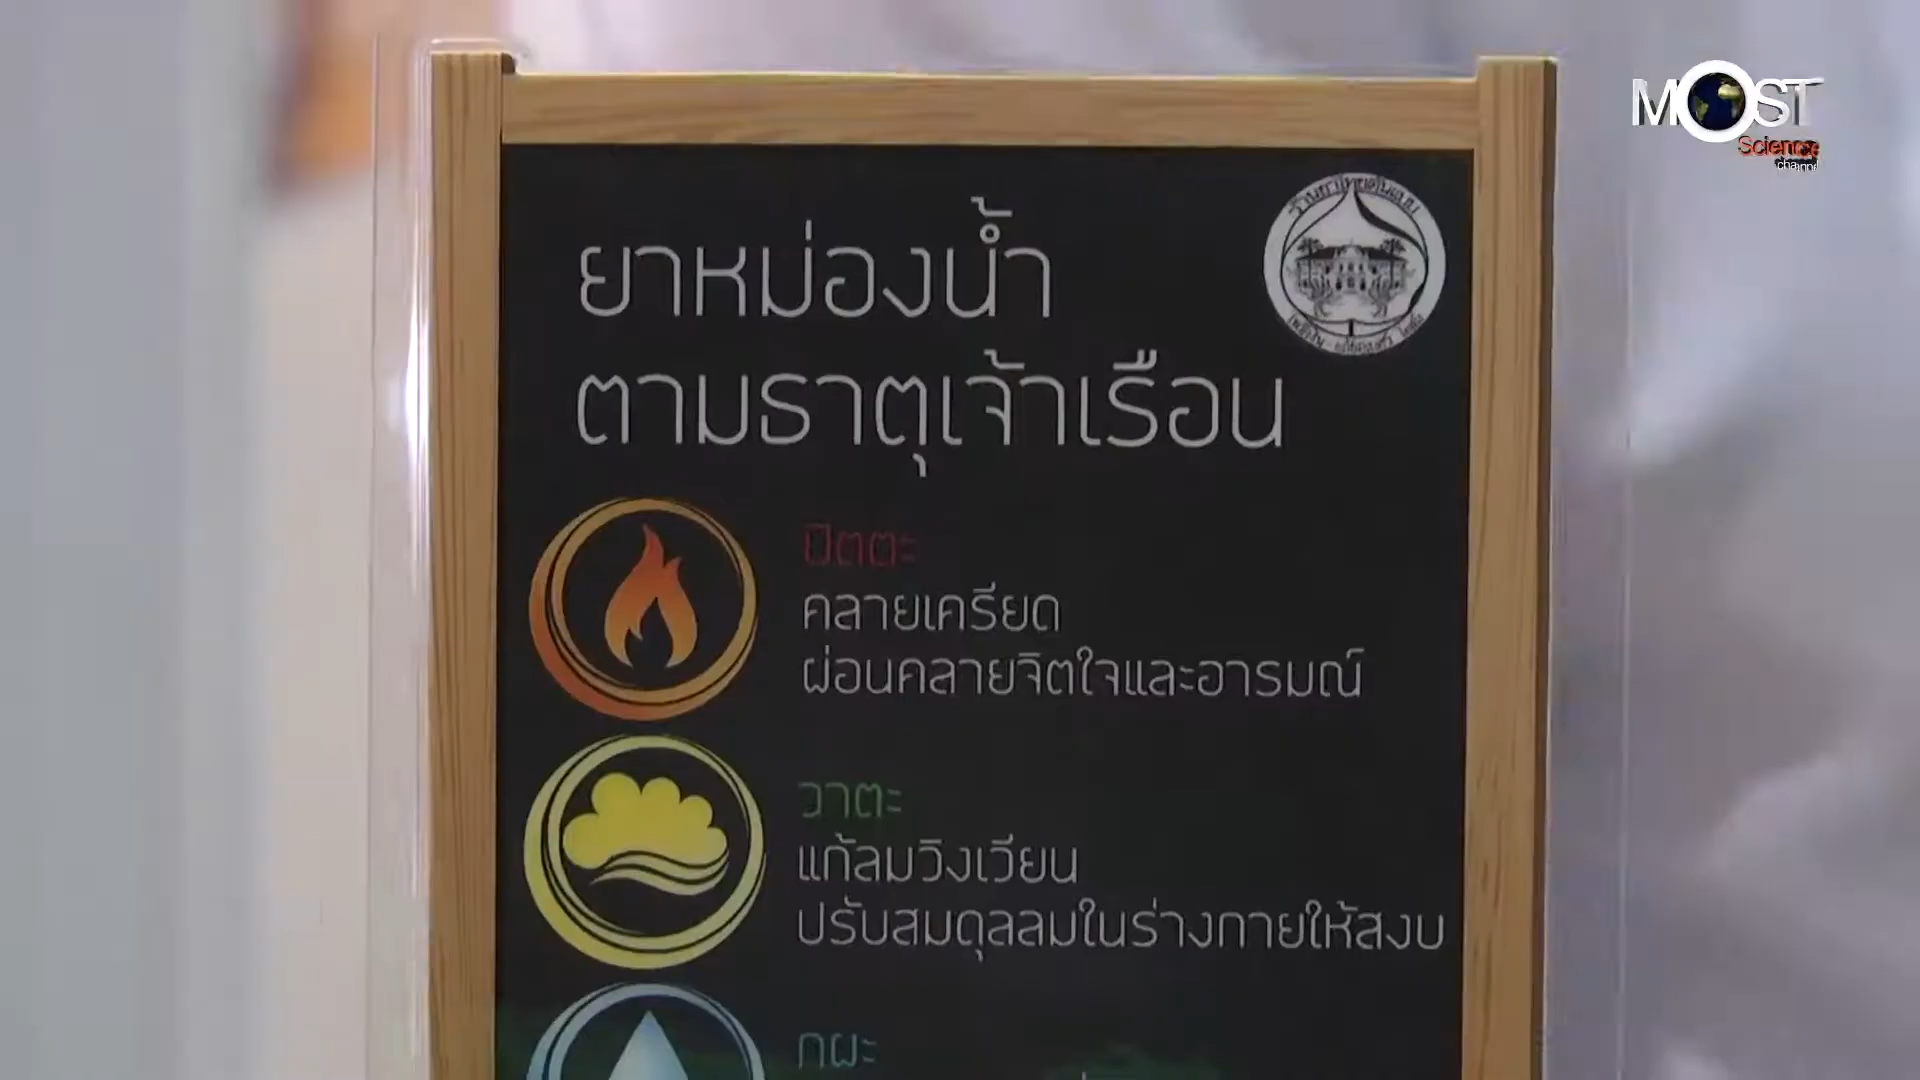 MOST
Science
channel
ยาหม่องน้ำ
ตามธาตุเจ้าเรือน
ปิตตะ
คลายเครียด
ผ่อนคลายจิตใจและอารมณ์
วาตะ
แก้ลมวิงเวียน
ปรับสมดุลลมในร่างกายให้สงบ
กผะ